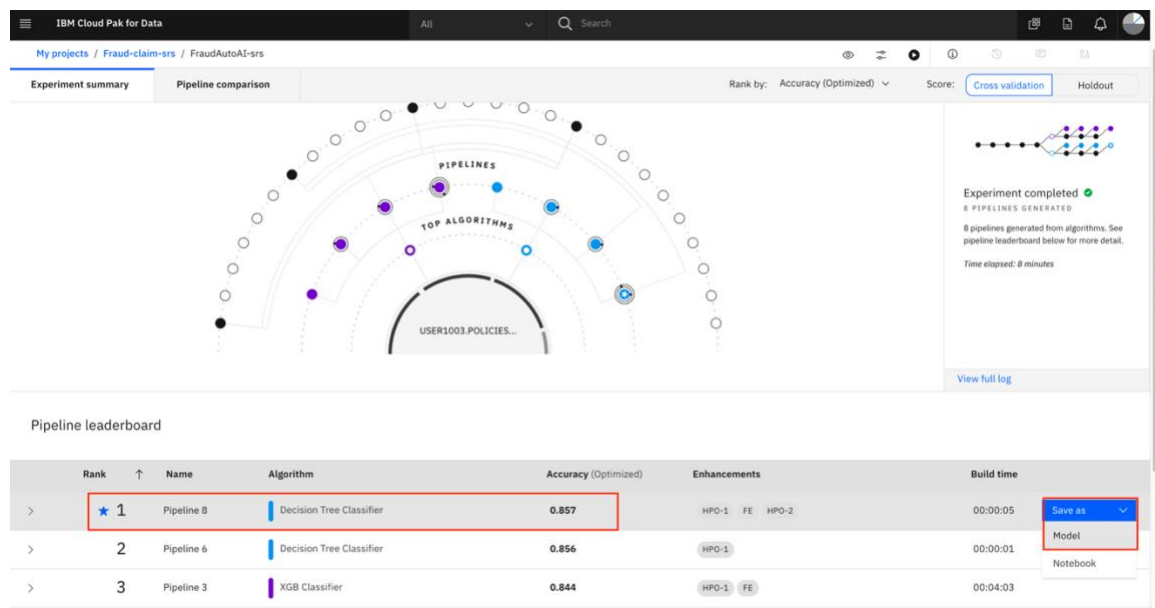 IBM Cloud Pak for Data
All
Search
My projects / Fraud-claim-srs / FraudAutoAI-srs
Experiment summary
Pipeline comparison
Rank by: Accuracy (Optimized)
Score: Cross validation Holdout
PIPELINES
TOP ALGORITHMS
USER1003.POLICIES...
Experiment completed
8 PIPELINES GENERATED
8 pipelines generated from algorithms. See
pipeline leaderboard below for more detail.
Time elapsed: 8 minutes
View full log
Pipeline leaderboard
Rank Name Algorithm Accuracy (Optimized) Enhancements Build time
1 Pipeline 8 Decision Tree Classifier 0.857 HPO-1 FE HPO-2 00:00:05 Save as
Model
2 Pipeline 6 Decision Tree Classifier 0.856 HPO-1 00:00:01
Notebook
3 Pipeline 3 XGB Classifier 0.844 HPO-1 FE 00:04:03